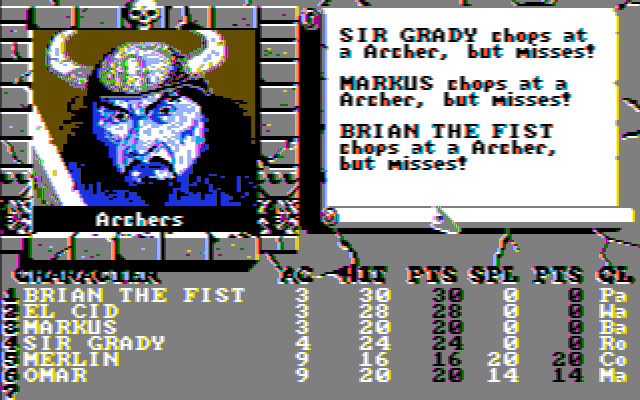 SIR GRADY chops at
a Archer, but misses!
MARKUS chops at a
Archer, but misses!
BRIAN THE FIST
chops at a Archer,
but misses!
Archers
CHARACTER AC HIT PTS SPL PTS CL
1 BRIAN THE FIST 3 30 30 0 0 Pa
2 EL CID 3 28 28 0 0 Wa
3 MARKUS 3 20 20 0 0 Ba
4 SIR GRADY 4 24 24 0 0 Ro
5 MERLIN 9 16 16 20 20 Co
6 OMAR 9 20 20 14 14 Ma
7